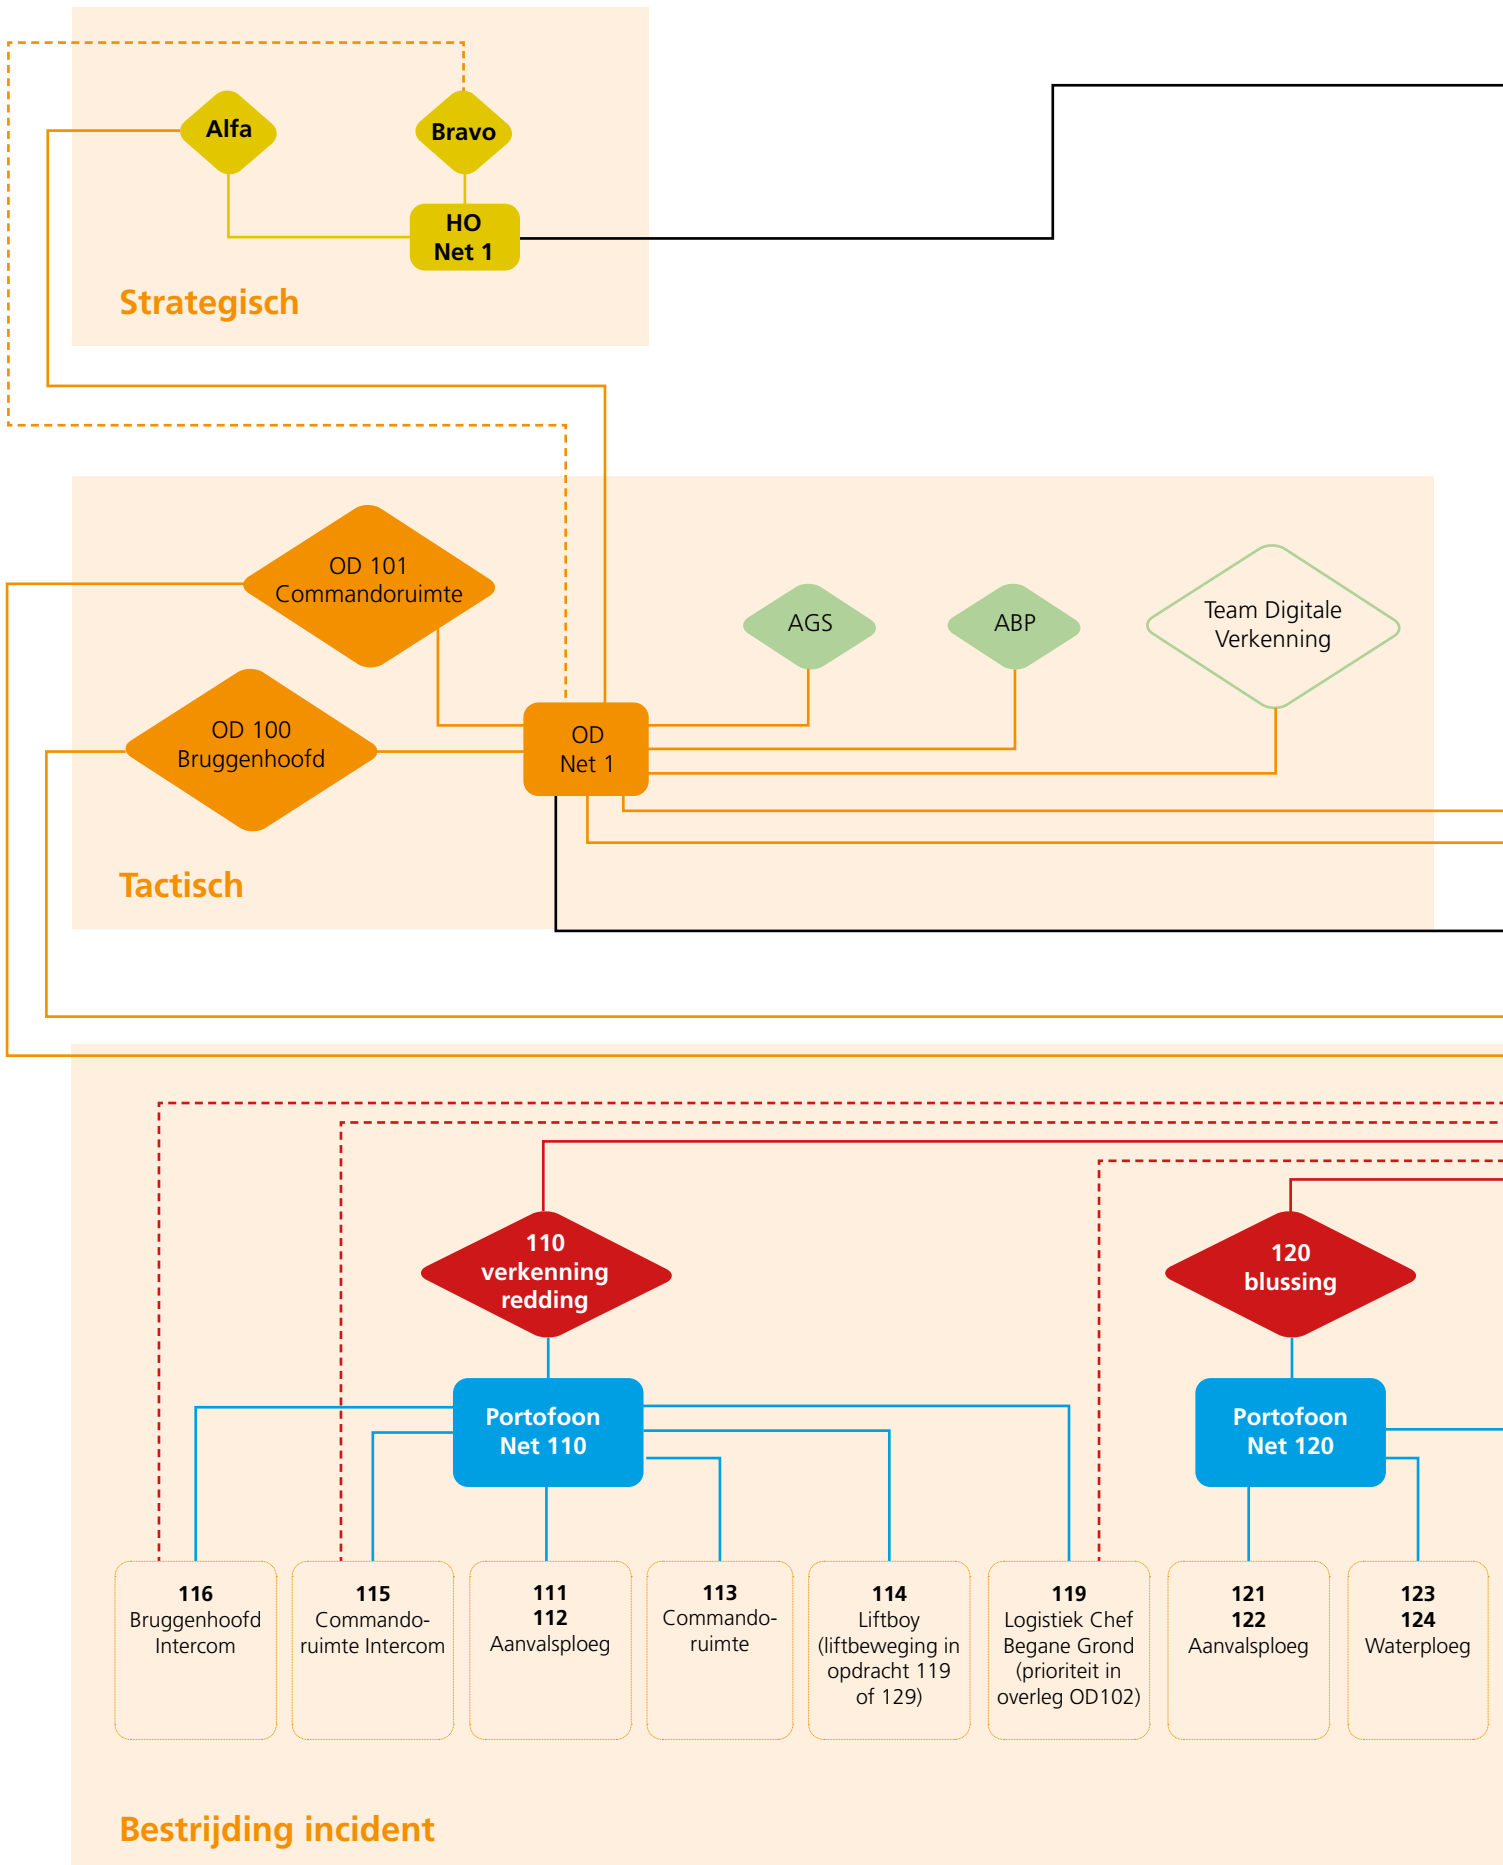 Alfa
Bravo
HO
Net 1
Strategisch
OD 101
Commandoruimte
AGS
ABP
Team Digitale
Verkenning
OD 100
Bruggenhoofd
OD
Net 1
Tactisch
110
verkenning
redding
120
blussing
Portofoon
Net 110
Portofoon
Net 120
116
Bruggenhoofd
Intercom
115
Commando-
ruimte Intercom
111
112
Aanvalsploeg
113
Commando-
ruimte
114
Liftboy
(liftbeweging in
opdracht 119
of 129)
119
Logistiek Chef
Begane Grond
(prioriteit in
overleg OD102)
121
122
Aanvalsploeg
123
124
Waterploeg
Bestrijding incident